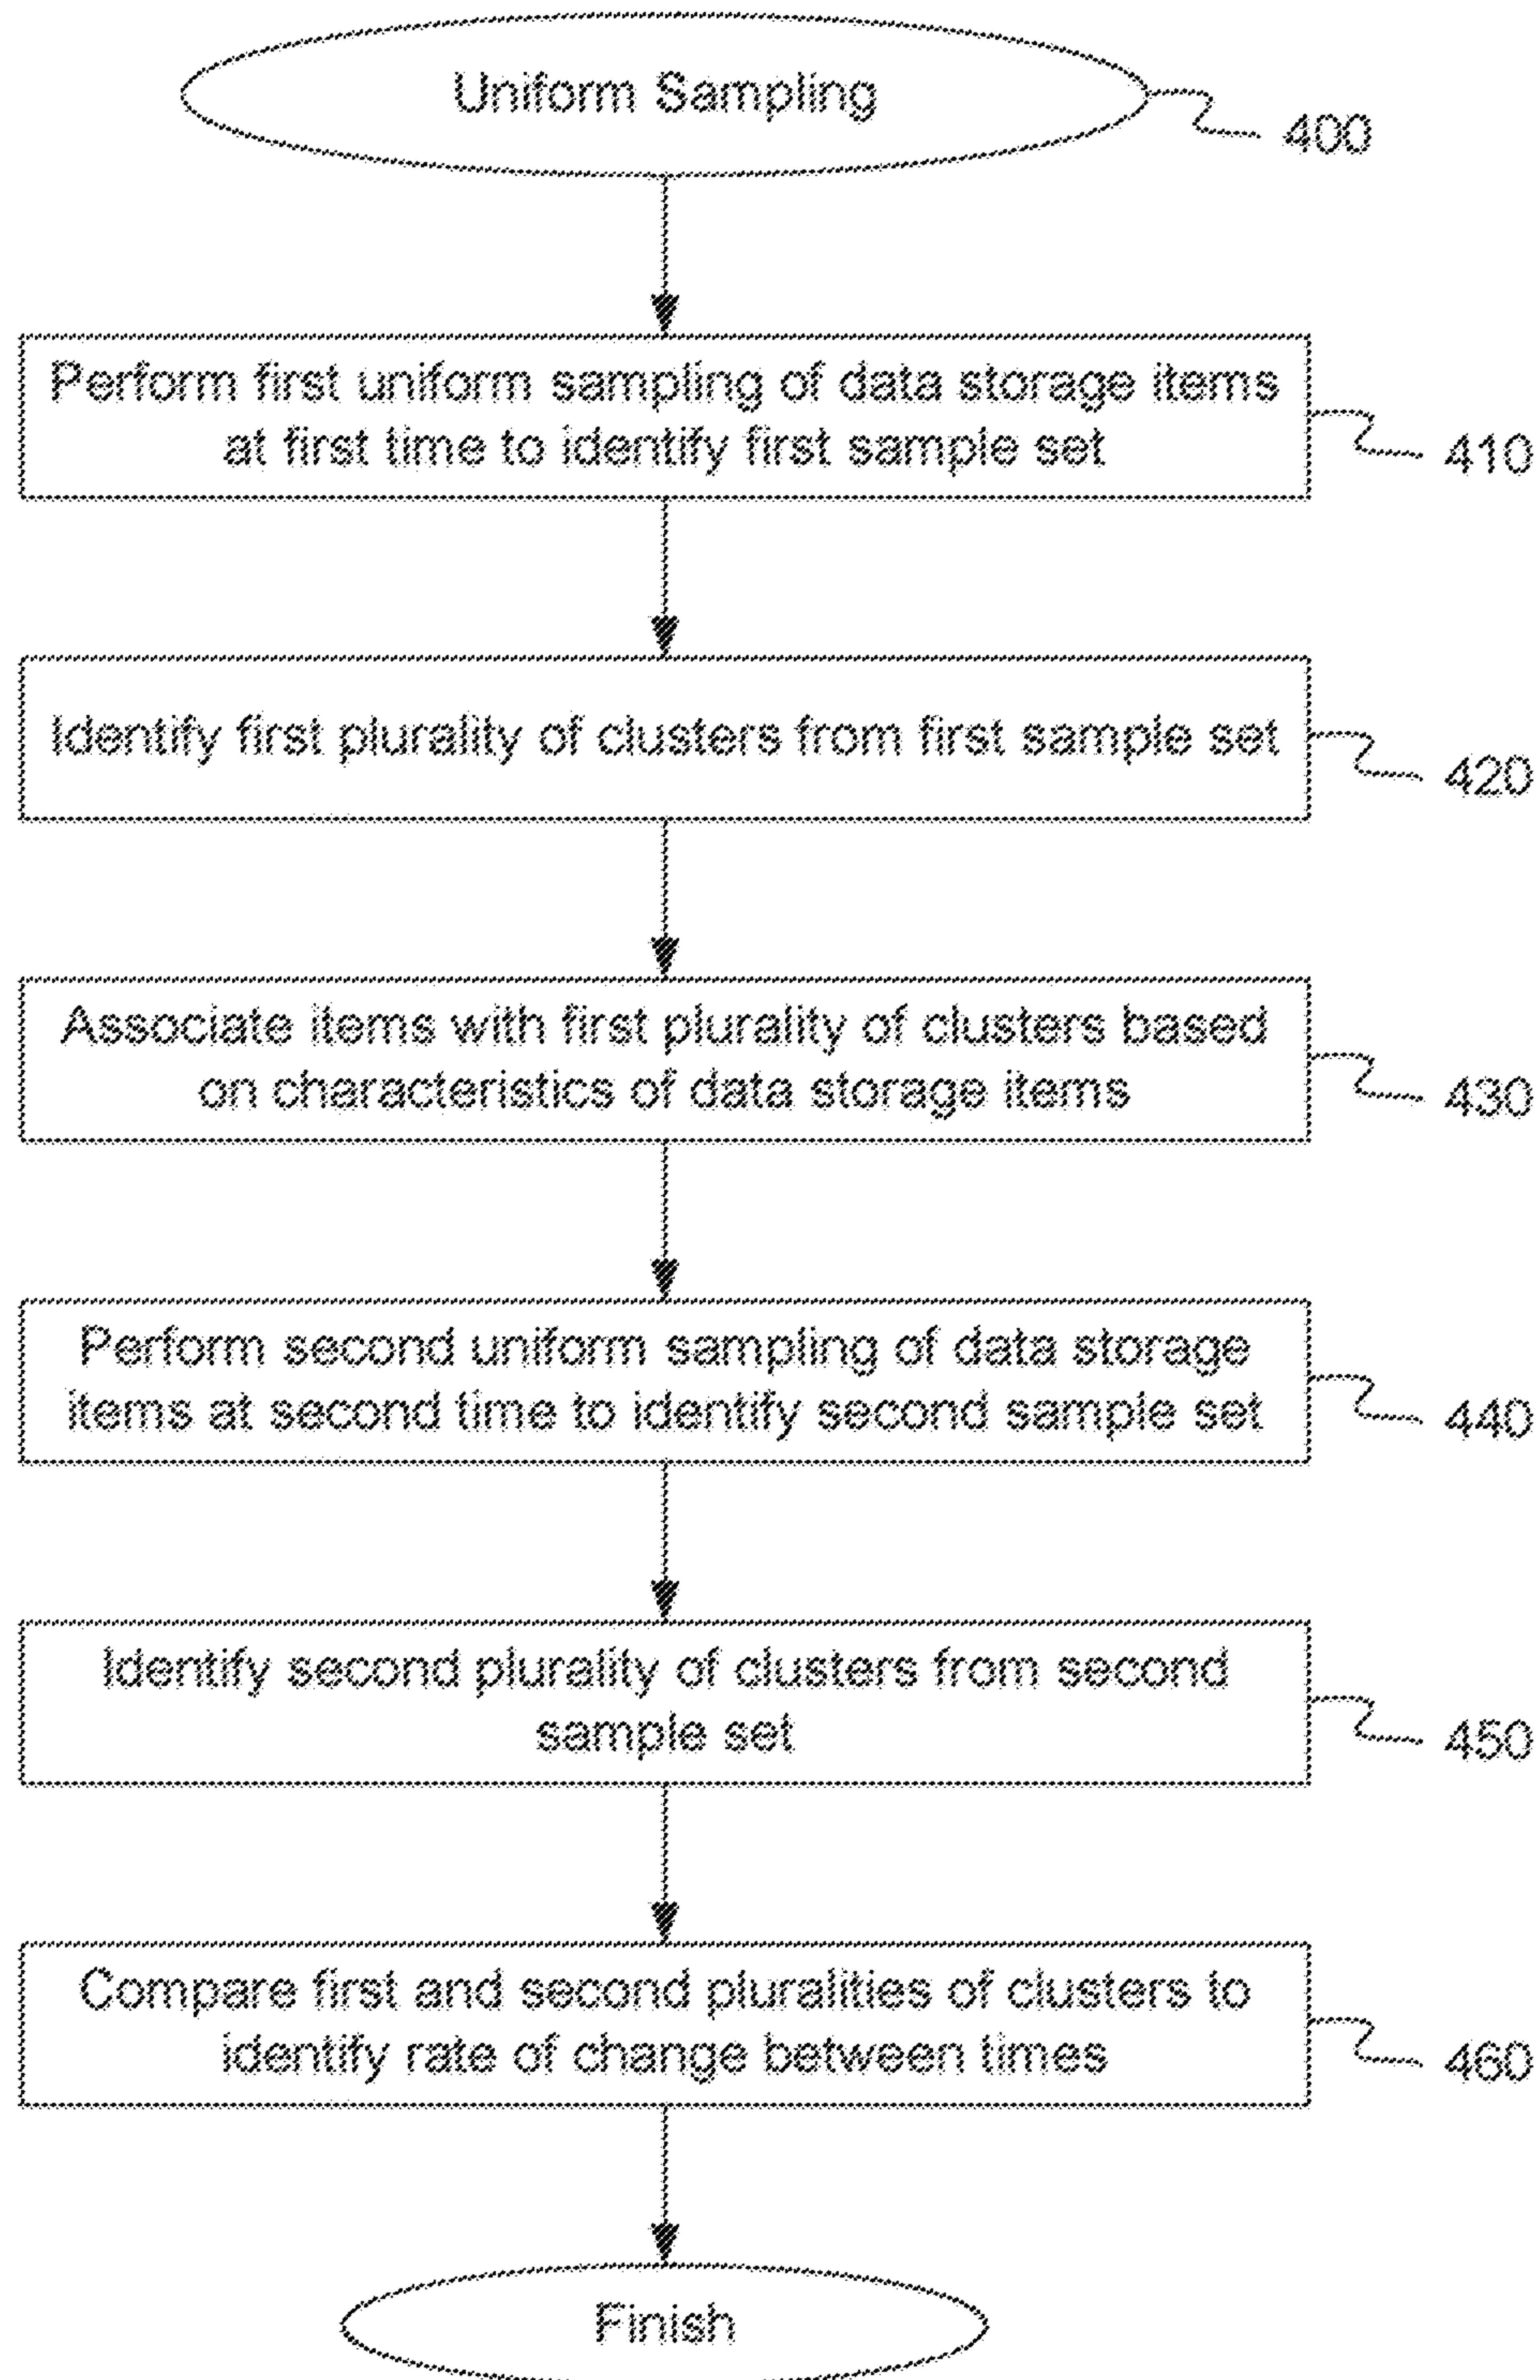 Uniform Sampling
400
Perform first uniform sampling of data storage items
at first time to identify first sample set
410
Identify first plurality of clusters from first sample set
420
Associate items with first plurality of clusters based
on characteristics of data storage items
430
Perform second uniform sampling of data storage
items at second time to identify second sample set
440
Identify second plurality of clusters from second
sample set
450
Compare first and second pluralities of clusters to
identify rate of change between times
460
Finish